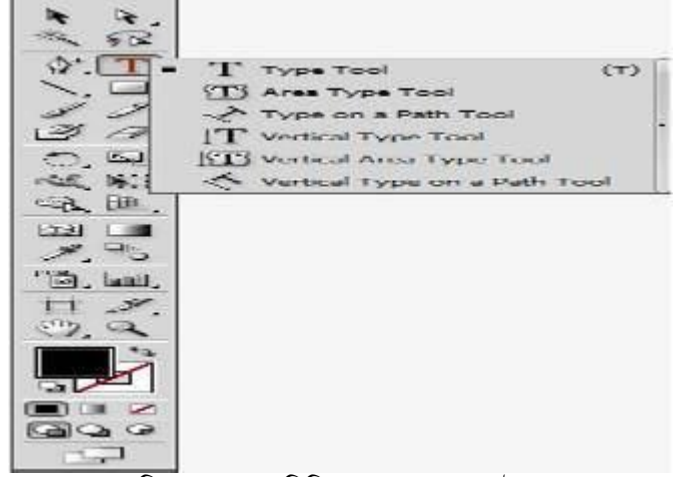 T Type Tool (T)
T Area Type Tool
Type on a Path Tool
T Vertical Type Tool
T Vertical Area Type Tool
Vertical Type on a Path Tool